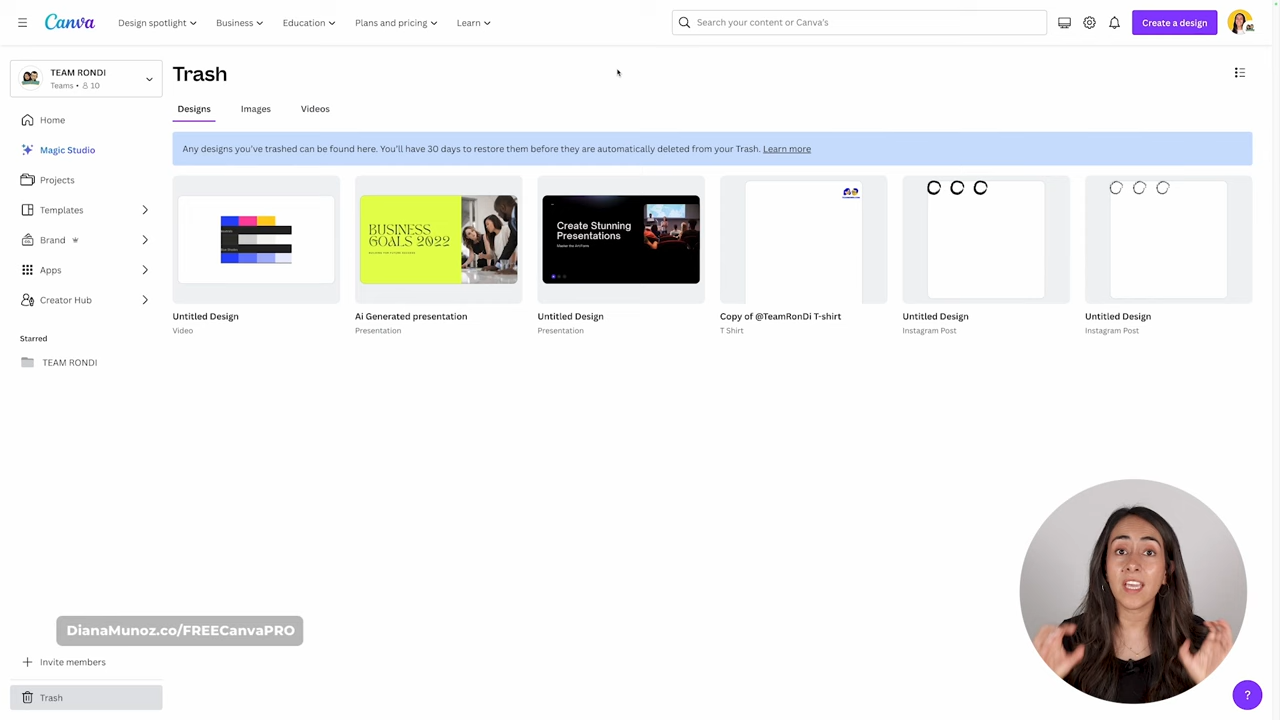 Canva
Design spotlight
Business
Education
Plans and pricing
Learn
Search your content or Canva's
Create a design
TEAM RONDI
Teams • 10
Home
Magic Studio
Projects
Templates
Brand
Apps
Creator Hub
Starred
TEAM RONDI
Trash
Designs
Images
Videos
Any designs you've trashed can be found here. You'll have 30 days to restore them before they are automatically deleted from your Trash. Learn more
BUSINESS
GOALS 2022
Create Stunning
Presentations
Untitled Design
Video
Ai Generated presentation
Presentation
Untitled Design
Presentation
Copy of @TeamRonDi T-shirt
T Shirt
Untitled Design
Instagram Post
Untitled Design
Instagram Post
DianaMunoz.co/FREECanvaPRO
Invite members
Trash
?